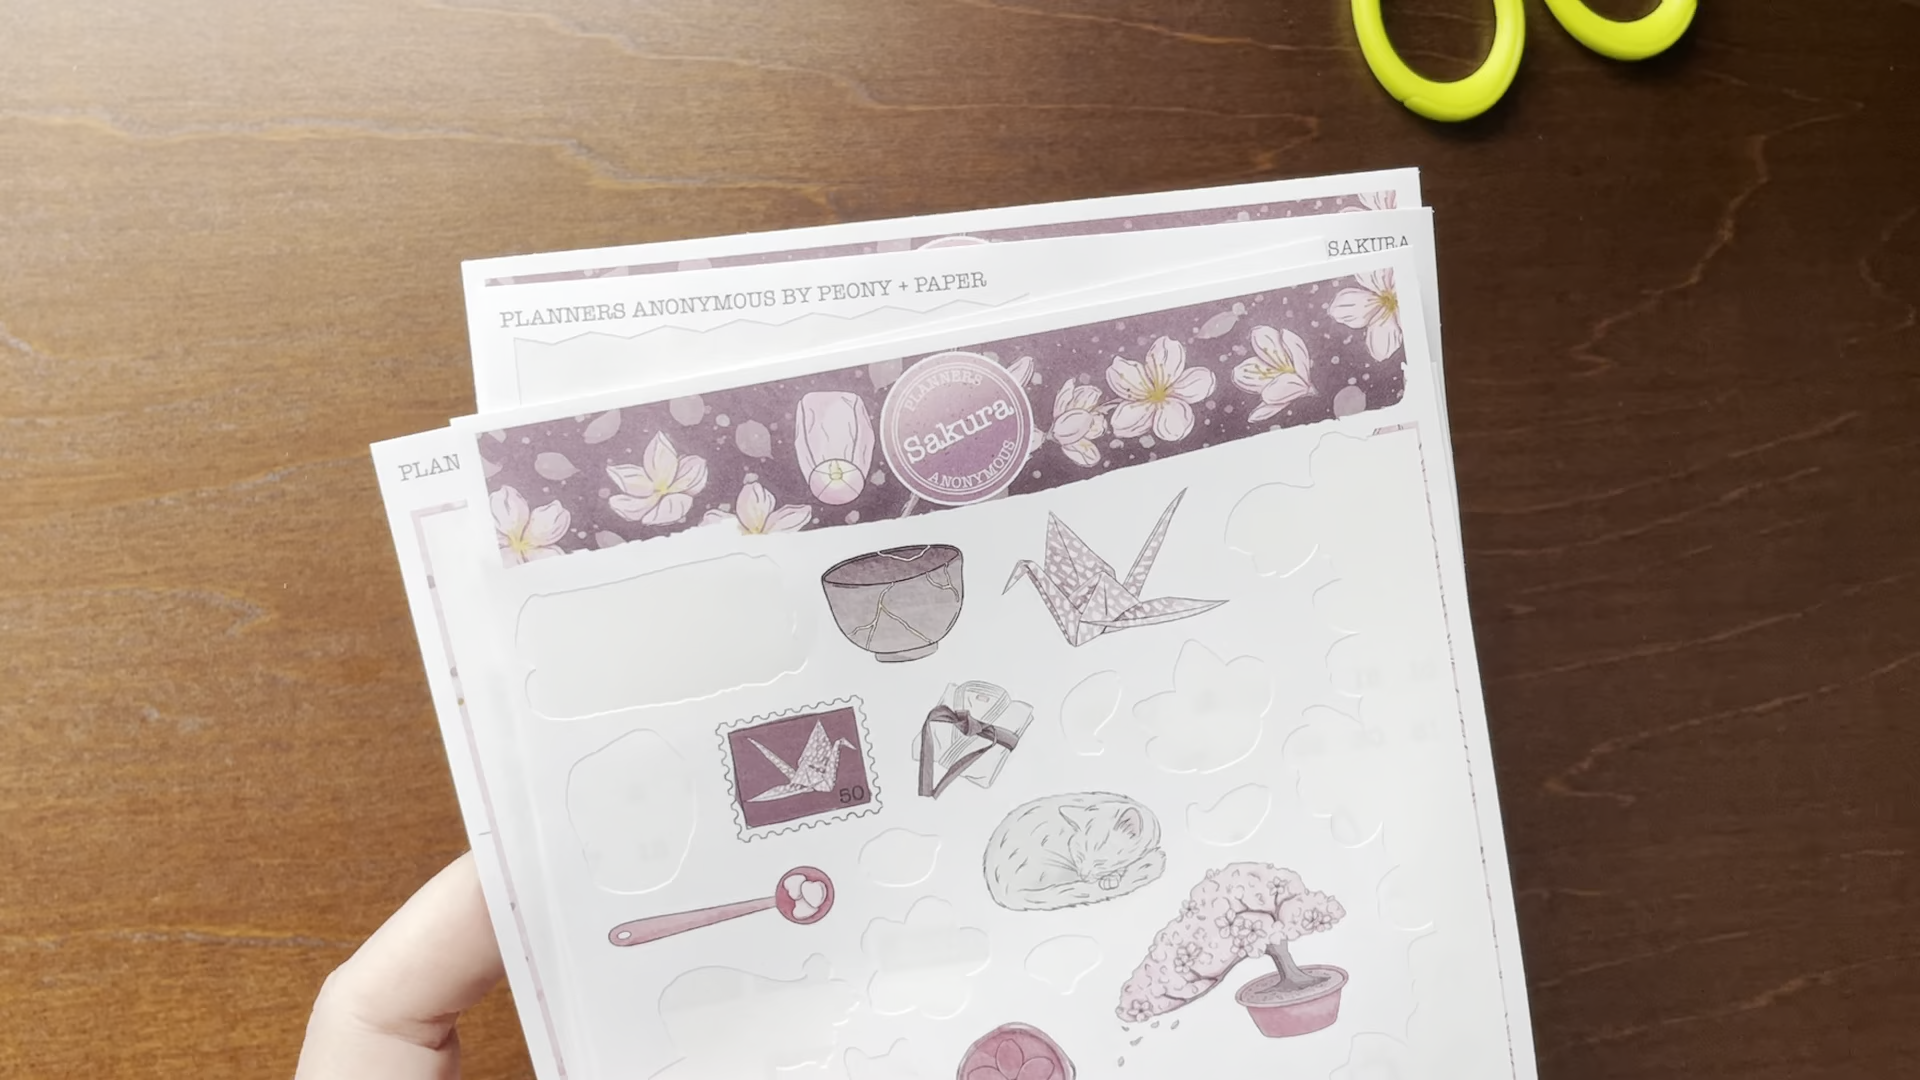 SAKURA
PLANNERS ANONYMOUS BY PEONY + PAPER
PLANNERS
Sakura
ANONYMOUS
PLAN
50